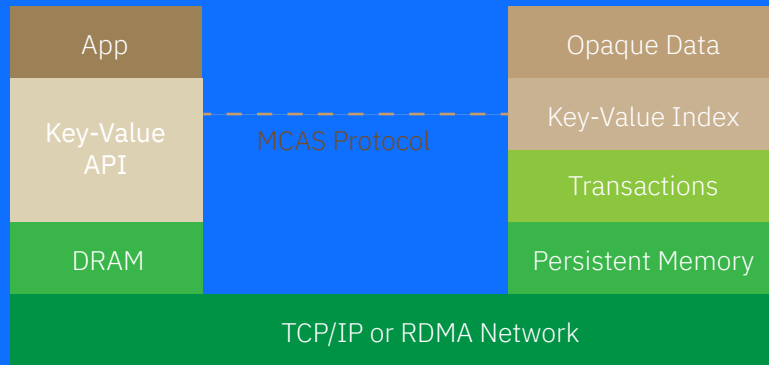 App
Key-Value
API
DRAM
MCAS Protocol
Opaque Data
Key-Value Index
Transactions
Persistent Memory
TCP/IP or RDMA Network